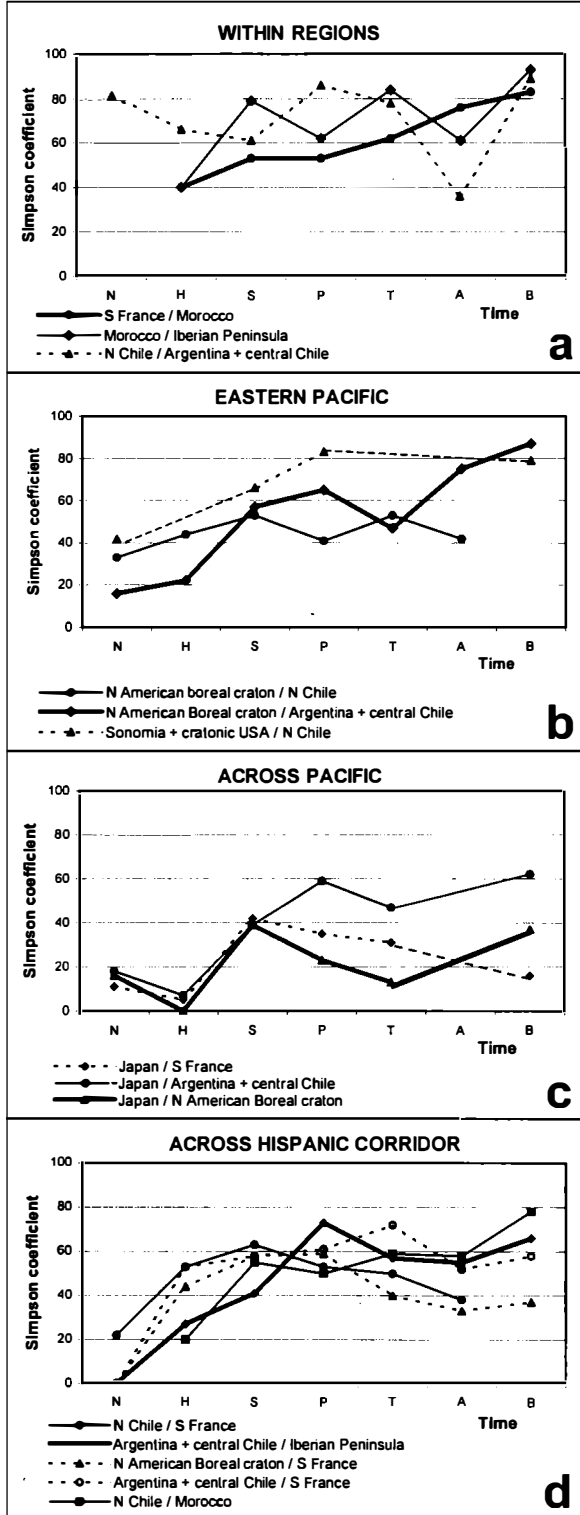 WITHIN REGIONS
100
80
60
40
20
0
Simpson coefficient
N H S P T A B
Time
S France / Morocco
Morocco / Iberian Peninsula
N Chile / Argentina + central Chile
a
EASTERN PACIFIC
100
80
60
40
20
0
Simpson coefficient
N H S P T A B
Time
N American boreal craton / N Chile
N American Boreal craton / Argentina + central Chile
Sonomia + cratonic USA / N Chile
b
ACROSS PACIFIC
100
80
60
40
20
0
Simpson coefficient
N H S P T A B
Time
Japan / S France
Japan / Argentina + central Chile
Japan / N American Boreal craton
c
ACROSS HISPANIC CORRIDOR
100
80
60
40
20
0
Simpson coefficient
N H S P T A B
Time
N Chile / S France
Argentina + central Chile / Iberian Peninsula
N American Boreal craton / S France
Argentina + central Chile / S France
N Chile / Morocco
d